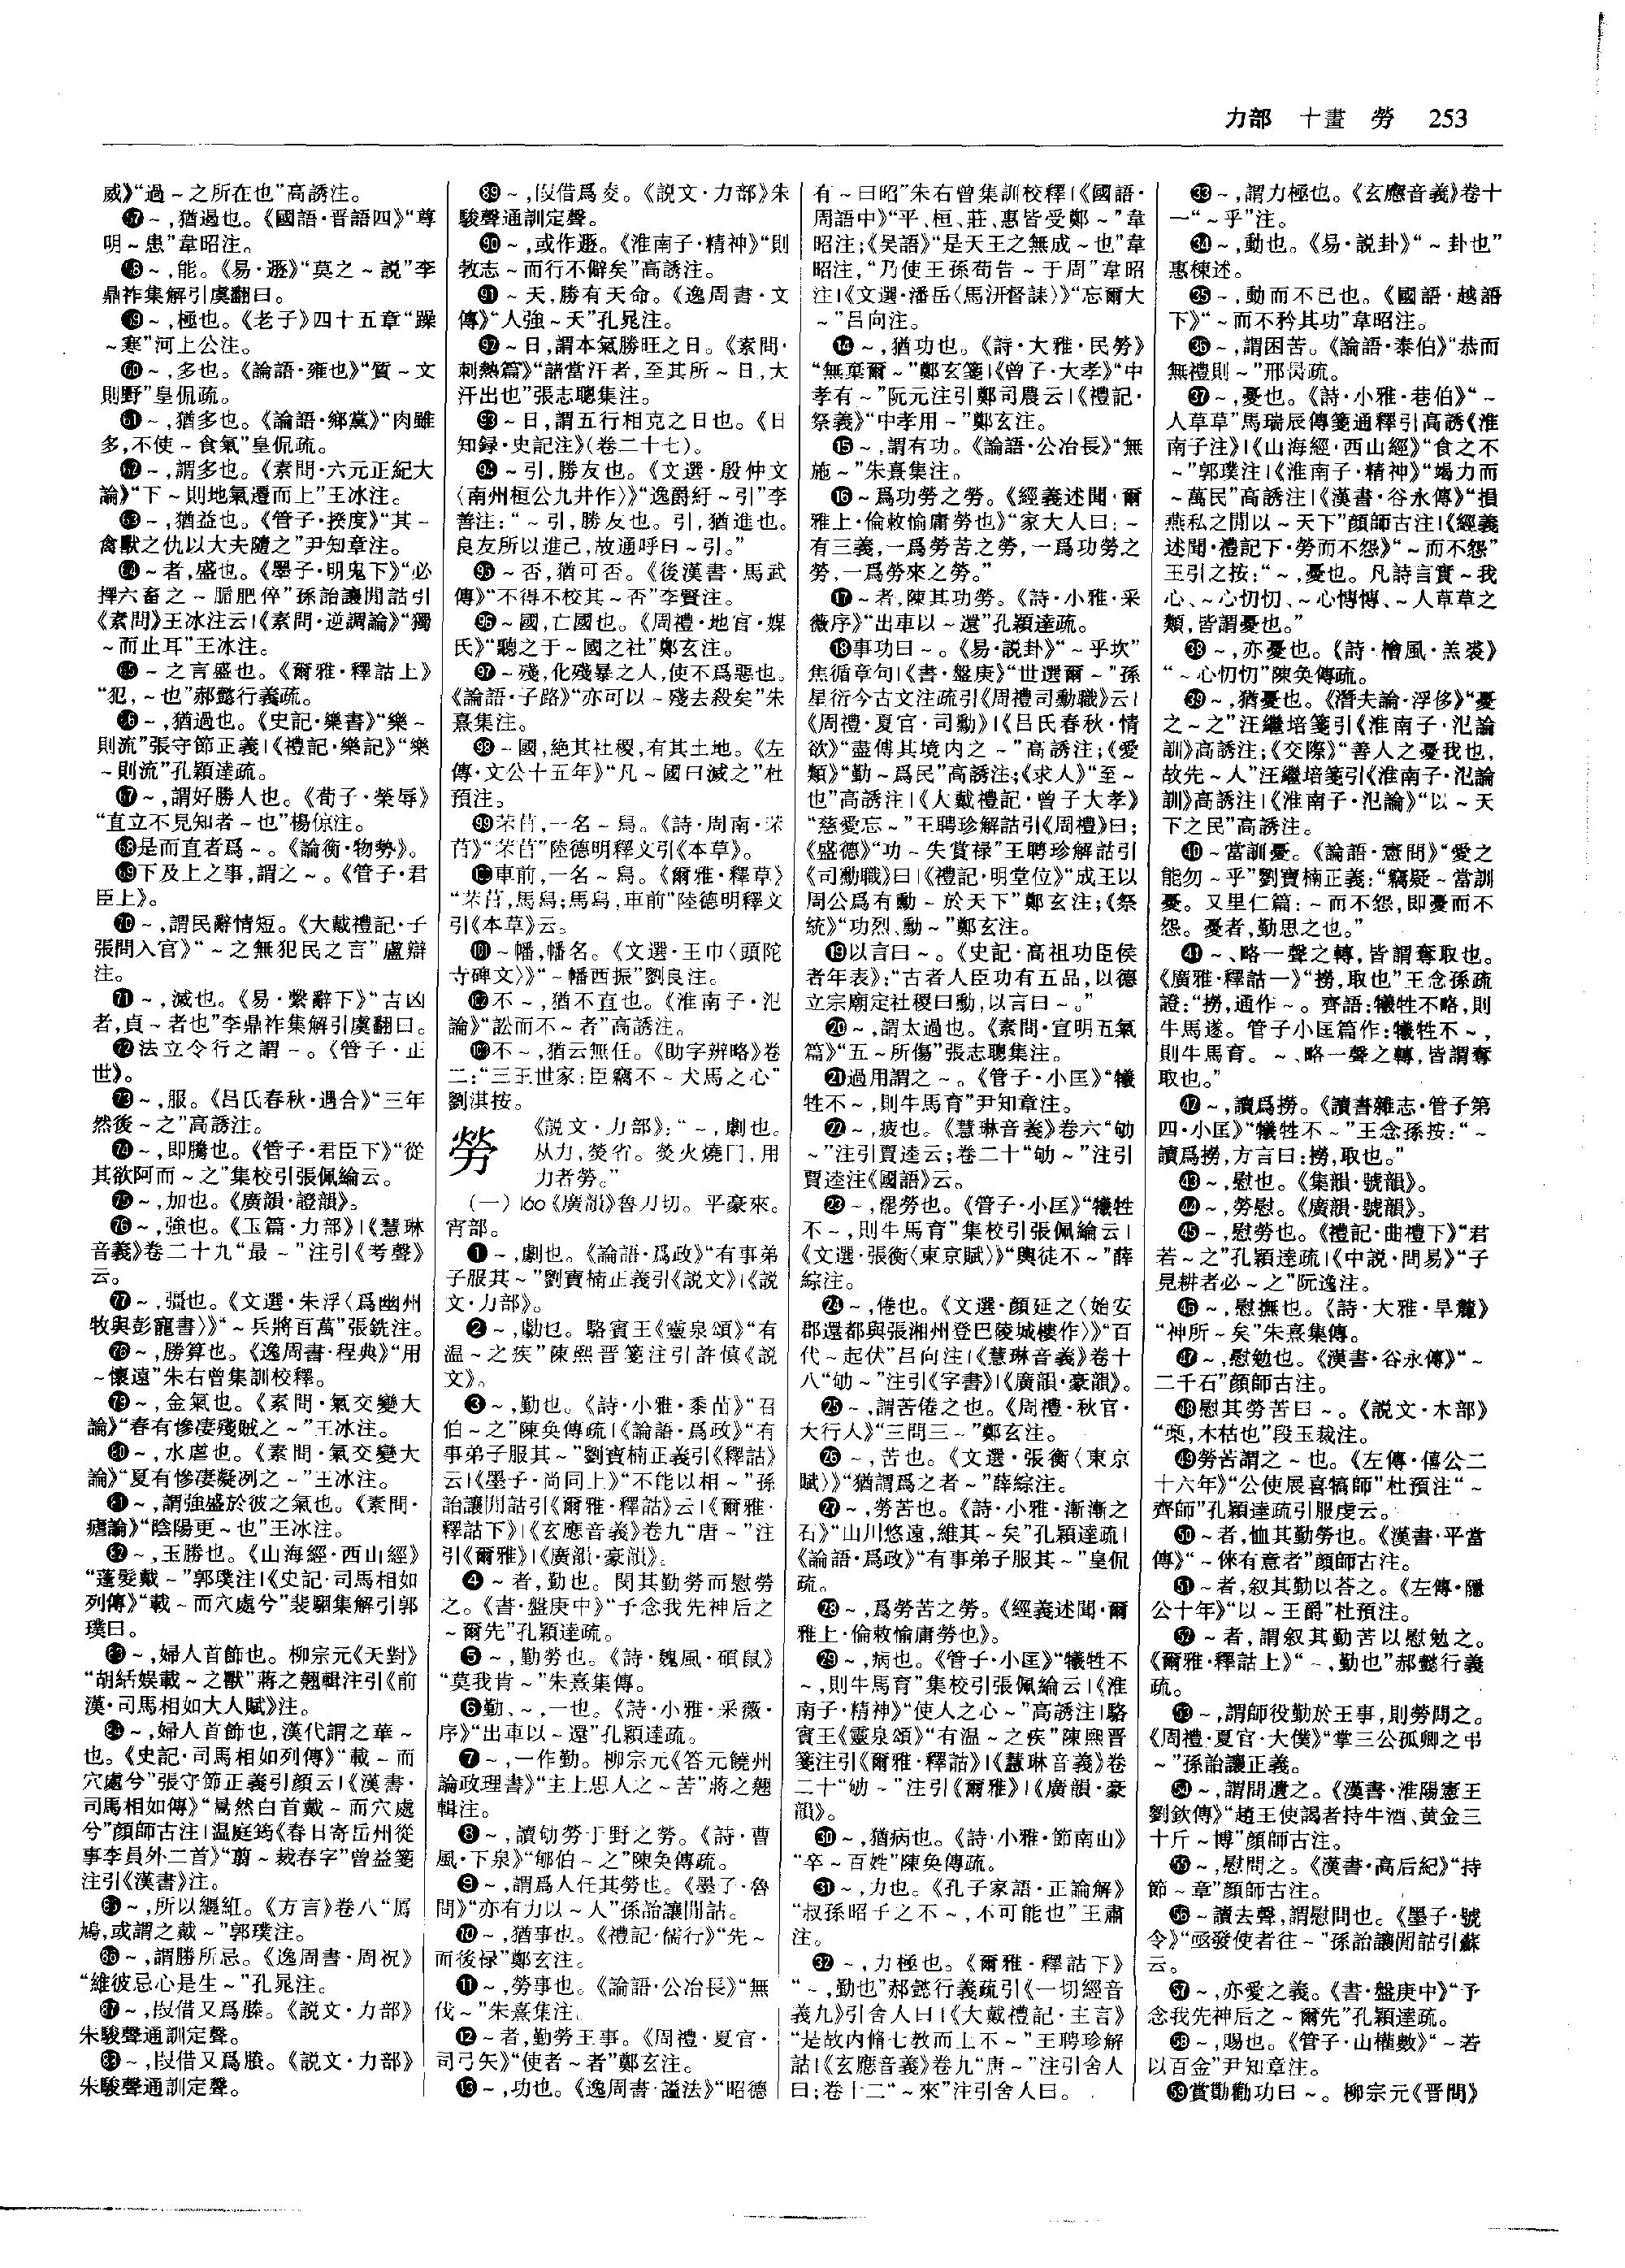 力部　十畫　勞　253
威》“過～之所在也”高誘注。
57～,猶過也。《國語·晋語四》“尊
明～患”韋昭注。
58～,能。《易·遯》“莫之～説”李
鼎祚集解引虞翻曰。
59～,極也。《老子》四十五章“躁
～寒”河上公注。
60～,多也。《論語·雍也》“質～文
則野”皇侃疏。
61～,猶多也。《論語·鄉黨》“肉雖
多,不使～食氣”皇侃疏。
62～,謂多也。《素問·六元正紀大
論》“下～則地氣遷而上”王冰注。
63～,猶益也。《管子·揆度》“其～
禽獸之仇以大夫隨之”尹知章注。
64～者,盛也。《墨子·明鬼下》“必
擇六畜之～腯肥倅”孫詒讓閒詁引
《素問》王冰注云|《素問·逆調論》“獨
～而止耳”王冰注。
65～之言盛也。《爾雅·釋詁上》
“犯,～也”郝懿行義疏。
66～,猶過也。《史記·樂書》“樂～
則流”張守節正義|《禮記·樂記》“樂
～則流”孔穎達疏。
67～,謂好勝人也。《荀子·榮辱》
“直立不見知者～也”楊倞注。
68是而直者爲～。《論衡·物勢》。
69下及上之事,謂之～。《管子·君
臣上》。
70～,謂民辭情短。《大戴禮記·子
張問入官》“～之無犯民之言”盧辯
注。
71～,滅也。《易·繫辭下》“吉凶
者,貞～者也”李鼎祚集解引虞翻曰。
72法立令行之謂～。《管子·正
世》。
73～,服。《吕氏春秋·遇合》“三年
然後～之”高誘注。
74～,即騰也。《管子·君臣下》“從
其欲阿而～之”集校引張佩綸云。
75～,加也。《廣韻·證韻》。
76～,強也。《玉篇·力部》|《慧琳
音義》卷二十九“最～”注引《考聲》
云。
77～,彊也。《文選·朱浮〈爲幽州
牧與彭寵書〉》“～兵將百萬”張銑注。
78～,勝算也。《逸周書·程典》“用
～懷遠”朱右曾集訓校釋。
79～,金氣也。《素問·氣交變大
論》“春有慘凄殘賊之～”王冰注。
80～,水虐也。《素問·氣交變大
論》“夏有慘凄凝冽之～”王冰注。
81～,謂強盛於彼之氣也。《素問·
瘧論》“陰陽更～也”王冰注。
82～,玉勝也。《山海經·西山經》
“蓬髮戴～”郭璞注|《史記·司馬相如
列傳》“載～而穴處兮”裴駰集解引郭
璞曰。
83～,婦人首飾也。柳宗元《天對》
“胡紿娱載～之獸”蔣之翹輯注引《前
漢·司馬相如大人賦》注。
84～,婦人首飾也,漢代謂之華～
也。《史記·司馬相如列傳》“載～而
穴處兮”張守節正義引顔云|《漢書·
司馬相如傳》“暠然白首戴～而穴處
兮”顔師古注|温庭筠《春日寄岳州從
事李員外二首》“翦～裁春字”曾益箋
注引《漢書》注。
85～,所以纏紝。《方言》卷八“鳲
鳩,或謂之戴～”郭璞注。
86～,謂勝所忌。《逸周書·周祝》
“維彼忌心是生～”孔晁注。
87～,叚借又爲塍。《説文·力部》
朱駿聲通訓定聲。
88～,叚借又爲賸。《説文·力部》
朱駿聲通訓定聲。
89～,叚借爲夌。《説文·力部》朱
駿聲通訓定聲。
90～,或作遯。《淮南子·精神》“則
教志～而行不僻矣”高誘注。
91～天,勝有天命。《逸周書·文
傳》“人強～天”孔晁注。
92～日,謂本氣勝旺之日。《素問·
刺熱篇》“諸當汗者,至其所～日,大
汗出也”張志聰集注。
93～日,謂五行相克之日也。《日
知録·史記注》(卷二十七)。
94～引,勝友也。《文選·殷仲文
〈南州桓公九井作〉》“逸爵紆～引”李
善注:“～引,勝友也。引,猶進也。
良友所以進己,故通呼曰～引。”
95～否,猶可否。《後漢書·馬武
傳》“不得不校其～否”李賢注。
96～國,亡國也。《周禮·地官·媒
氏》“聽之于～國之社”鄭玄注。
97～殘,化殘暴之人,使不爲惡也。
《論語·子路》“亦可以～殘去殺矣”朱
熹集注。
98～國,絶其社稷,有其土地。《左
傳·文公十五年》“凡～國曰滅之”杜
預注。
99芣苢,一名～舄。《詩·周南·芣
苢》“芣苢”陸德明釋文引《本草》。
100車前,一名～舄。《爾雅·釋草》
“芣苢,馬舄;馬舄,車前”陸德明釋文
引《本草》云。
101～幡,幡名。《文選·王巾〈頭陀
寺碑文〉》“～幡西振”劉良注。
102不～,猶不直也。《淮南子·氾
論》“訟而不～者”高誘注。
103不～,猶云無任。《助字辨略》卷
二:“三王世家:臣竊不～犬馬之心”
劉淇按。
勞　《説文·力部》:“～,劇也。
从力,熒省。熒火燒冂,用
力者勞。”
(一) láo《廣韻》魯刀切。平豪來。
宵部。
1～,劇也。《論語·爲政》“有事弟
子服其～”劉寶楠正義引《説文》|《説
文·力部》。
2～,勮也。駱賓王《靈泉頌》“有
温～之疾”陳熙晋箋注引許慎《説
文》。
3～,勤也。《詩·小雅·黍苗》“召
伯～之”陳奂傳疏|《論語·爲政》“有
事弟子服其～”劉寶楠正義引《釋詁》
云|《墨子·尚同上》“不能以相～”孫
詒讓閒詁引《爾雅·釋詁》云|《爾雅·
釋詁下》|《玄應音義》卷九“唐～”注
引《爾雅》|《廣韻·豪韻》。
4～者,勤也。閔其勤勞而慰勞
之。《書·盤庚中》“予念我先神后之
～爾先”孔穎達疏。
5～,勤勞也。《詩·魏風·碩鼠》
“莫我肯～”朱熹集傳。
6勤、～,一也。《詩·小雅·采薇·
序》“出車以～還”孔穎達疏。
7～,一作勤。柳宗元《答元饒州
論政理書》“主上思人之～苦”蔣之翹
輯注。
8～,讀劬勞于野之勞。《詩·曹
風·下泉》“郇伯～之”陳奂傳疏。
9～,謂爲人任其勞也。《墨子·魯
問》“亦有力以～人”孫詒讓閒詁。
10～,猶事也。《禮記·儒行》“先～
而後禄”鄭玄注。
11～,勞事也。《論語·公冶長》“無
伐～”朱熹集注。
12～者,勤勞王事。《周禮·夏官·
司弓矢》“使者～者”鄭玄注。
13～,功也。《逸周書·謚法》“昭德
有～曰昭”朱右曾集訓校釋|《國語·
周語中》“平、桓、莊、惠皆受鄭～”韋
昭注;《吴語》“是天王之無成～也”韋
昭注,“乃使王孫苟告～于周”韋昭
注|《文選·潘岳〈馬汧督誄〉》“忘爾大
～”吕向注。
14～,猶功也。《詩·大雅·民勞》
“無棄爾～”鄭玄箋|《曾子·大孝》“中
孝有～”阮元注引鄭司農云|《禮記·
祭義》“中孝用～”鄭玄注。
15～,謂有功。《論語·公冶長》“無
施～”朱熹集注。
16～爲功勞之勞。《經義述聞·爾
雅上·倫敕愉庸勞也》“家大人曰:～
有三義,一爲勞苦之勞,一爲功勞之
勞,一爲勞來之勞。”
17～者,陳其功勞。《詩·小雅·采
薇序》“出車以～還”孔穎達疏。
18事功曰～。《易·説卦》“～乎坎”
焦循章句|《書·盤庚》“世選爾～”孫
星衍今古文注疏引《周禮司勳職》云|
《周禮·夏官·司勳》|《吕氏春秋·情
欲》“盡傅其境内之～”高誘注;《愛
類》“勤～爲民”高誘注;《求人》“至～
也”高誘注|《大戴禮記·曾子大孝》
“慈愛忘～”王聘珍解詁引《周禮》曰;
《盛德》“功～失賞禄”王聘珍解詁引
《司勳職》曰|《禮記·明堂位》“成王以
周公爲有勳～於天下”鄭玄注;《祭
統》“功烈、勳～”鄭玄注。
19以言曰～。《史記·高祖功臣侯
者年表》:“古者人臣功有五品,以德
立宗廟定社稷曰勳,以言曰～。”
20～,謂太過也。《素問·宣明五氣
篇》“五～所傷”張志聰集注。
21過用謂之～。《管子·小匡》“犧
牲不～,則牛馬育”尹知章注。
22～,疲也。《慧琳音義》卷六“劬
～”注引賈逵云;卷二十“劬～”注引
賈逵注《國語》云。
23～,罷勞也。《管子·小匡》“犧牲
不～,則牛馬育”集校引張佩綸云|
《文選·張衡〈東京賦〉》“輿徒不～”薛
綜注。
24～,倦也。《文選·顔延之〈始安
郡還都與張湘州登巴陵城樓作〉》“百
代～起伏”吕向注|《慧琳音義》卷十
八“劬～”注引《字書》|《廣韻·豪韻》。
25～,謂苦倦之也。《周禮·秋官·
大行人》“三問三～”鄭玄注。
26～,苦也。《文選·張衡〈東京
賦〉》“猶謂爲之者～”薛綜注。
27～,勞苦也。《詩·小雅·漸漸之
石》“山川悠遠,維其～矣”孔穎達疏|
《論語·爲政》“有事弟子服其～”皇侃
疏。
28～,爲勞苦之勞。《經義述聞·爾
雅上·倫敕愉庸勞也》。
29～,病也。《管子·小匡》“犧牲不
～,則牛馬育”集校引張佩綸云|《淮
南子·精神》“使人之心～”高誘注|駱
賓王《靈泉頌》“有温～之疾”陳熙晋
箋注引《爾雅·釋詁》|《慧琳音義》卷
二十“劬～”注引《爾雅》|《廣韻·豪
韻》。
30～,猶病也。《詩·小雅·節南山》
“卒～百姓”陳奂傳疏。
31～,力也。《孔子家語·正論解》
“叔孫昭子之不～,不可能也”王肅
注。
32～,力極也。《爾雅·釋詁下》
“～,勤也”郝懿行義疏引《一切經音
義九》引舍人曰|《大戴禮記·主言》
“是故内脩七教而上不～”王聘珍解
詁|《玄應音義》卷九“唐～”注引舍人
曰;卷十二“～來”注引舍人曰。
33～,謂力極也。《玄應音義》卷十
一“～乎”注。
34～,動也。《易·説卦》“～卦也”
惠棟述。
35～,動而不已也。《國語·越語
下》“～而不矜其功”韋昭注。
36～,謂困苦。《論語·泰伯》“恭而
無禮則～”邢昺疏。
37～,憂也。《詩·小雅·巷伯》“～
人草草”馬瑞辰傳箋通釋引高誘《淮
南子注》|《山海經·西山經》“食之不
～”郭璞注|《淮南子·精神》“竭力而
～萬民”高誘注|《漢書·谷永傳》“損
燕私之閒以～天下”顔師古注|《經義
述聞·禮記下·勞而不怨》“～而不怨”
王引之按:“～,憂也。凡詩言實～我
心、～心忉忉、～心慱慱、～人草草之
類,皆謂憂也。”
38～,亦憂也。《詩·檜風·羔裘》
“～心忉忉”陳奂傳疏。
39～,猶憂也。《潛夫論·浮侈》“憂
之～之”汪繼培箋引《淮南子·氾論
訓》高誘注;《交際》“善人之憂我也,
故先～人”汪繼培箋引《淮南子·氾論
訓》高誘注|《淮南子·氾論》“以～天
下之民”高誘注。
40～當訓憂。《論語·憲問》“愛之
能勿～乎”劉寶楠正義:“竊疑～當訓
憂。又里仁篇:～而不怨,即憂而不
怨。憂者,勤思之也。”
41～、略一聲之轉,皆謂奪取也。
《廣雅·釋詁一》“撈,取也”王念孫疏
證:“撈,通作～。齊語:犧牲不略,則
牛馬遂。管子小匡篇作:犧牲不～,
則牛馬育。～、略一聲之轉,皆謂奪
取也。”
42～,讀爲撈。《讀書雜志·管子第
四·小匡》“犧牲不～”王念孫按:“～
讀爲撈,方言曰:撈,取也。”
43～,慰也。《集韻·號韻》。
44～,勞慰。《廣韻·號韻》。
45～,慰勞也。《禮記·曲禮下》“君
若～之”孔穎達疏|《中説·問易》“子
見耕者必～之”阮逸注。
46～,慰撫也。《詩·大雅·旱麓》
“神所～矣”朱熹集傳。
47～,慰勉也。《漢書·谷永傳》“～
二千石”顔師古注。
48慰其勞苦曰～。《説文·木部》
“槀,木枯也”段玉裁注。
49勞苦謂之～也。《左傳·僖公二
十六年》“公使展喜犒師”杜預注“～
齊師”孔穎達疏引服虔云。
50～者,恤其勤勞也。《漢書·平當
傳》“～倈有意者”顔師古注。
51～者,叙其勤以荅之。《左傳·隱
公十年》“以～王爵”杜預注。
52～者,謂叙其勤苦以慰勉之。
《爾雅·釋詁上》“～,勤也”郝懿行義
疏。
53～,謂師役勤於王事,則勞問之。
《周禮·夏官·大僕》“掌三公孤卿之弔
～”孫詒讓正義。
54～,謂問遺之。《漢書·淮陽憲王
劉欽傳》“趙王使謁者持牛酒、黄金三
十斤～博”顔師古注。
55～,慰問之。《漢書·高后紀》“持
節～章”顔師古注。
56～讀去聲,謂慰問也。《墨子·號
令》“亟發使者往～”孫詒讓閒詁引蘇
云。
57～,亦愛之義。《書·盤庚中》“予
念我先神后之～爾先”孔穎達疏。
58～,賜也。《管子·山權數》“～若
以百金”尹知章注。
59賞勤勸功曰～。柳宗元《晋問》